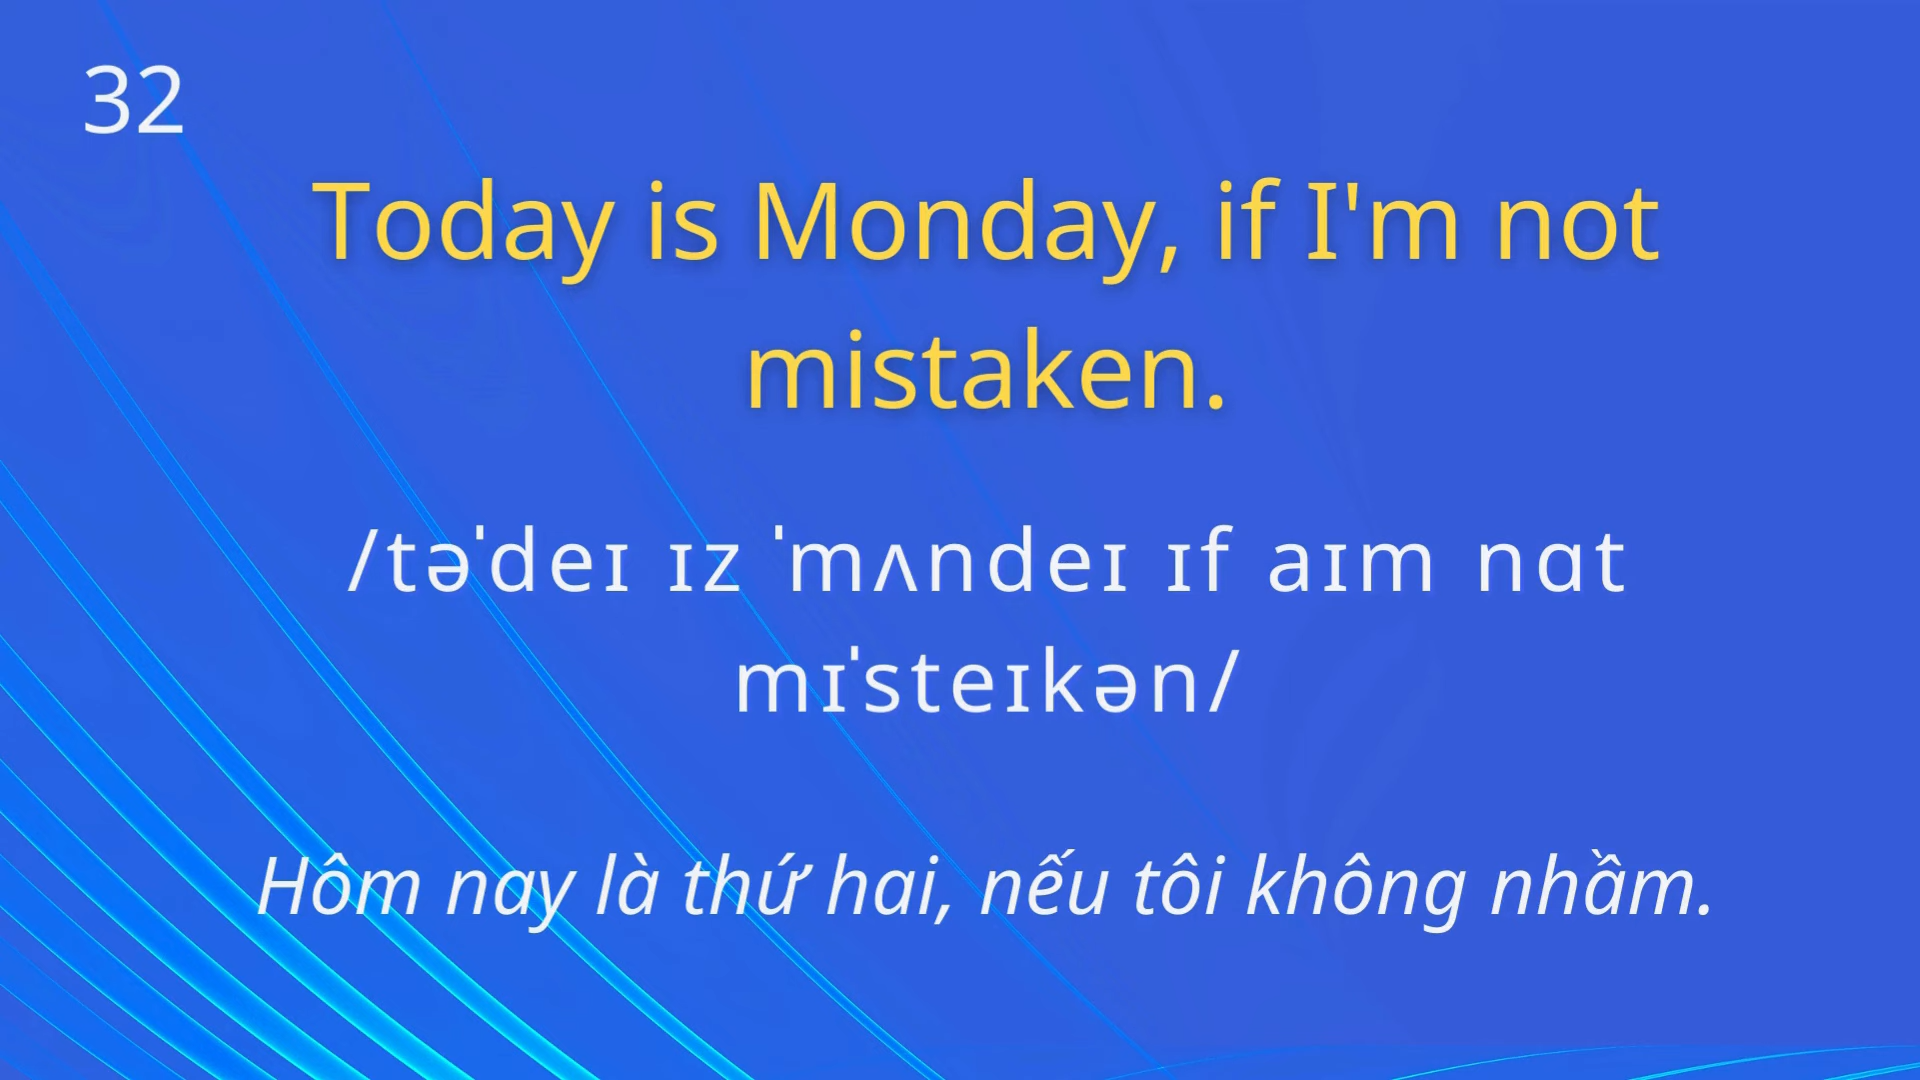 32
Today is Monday, if I'm not
mistaken.
/təˈdeɪ ɪz ˈmʌndeɪ ɪf aɪm nɑt
mɪˈsteɪkən/
Hôm nay là thứ hai, nếu tôi không nhầm.